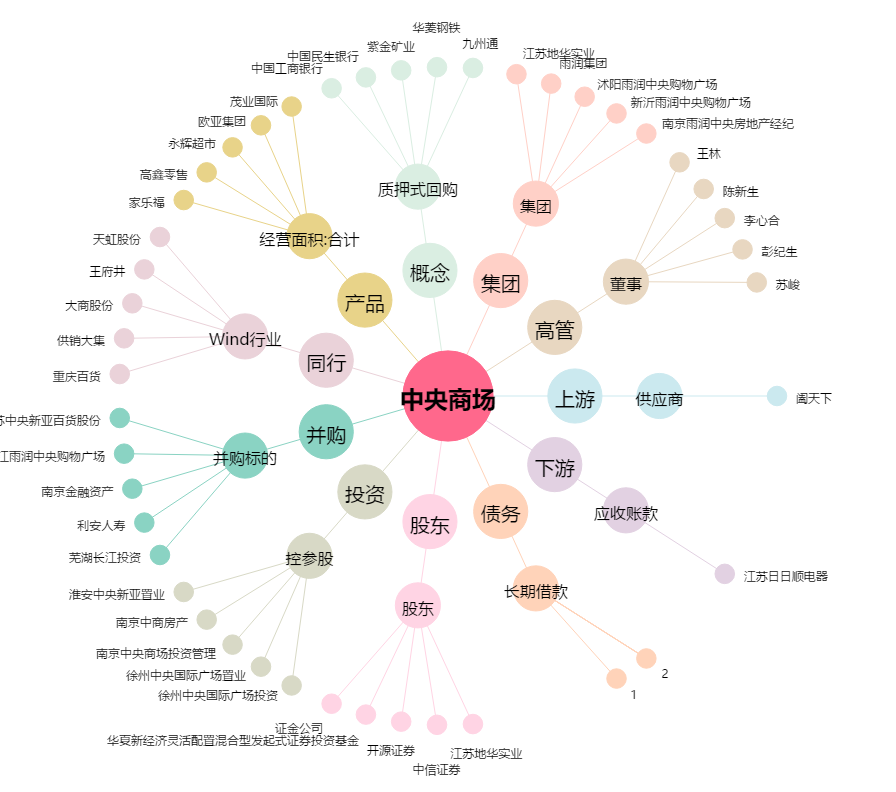 华菱钢铁
九州通
紫金矿业
中国民生银行
中国工商银行
江苏地华实业
雨润集团
沭阳雨润中央购物广场
新沂雨润中央购物广场
南京雨润中央房地产经纪
茂业国际
欧亚集团
永辉超市
高鑫零售
家乐福
王林
陈新生
李心合
彭纪生
苏峻
质押式回购
集团
经营面积:合计
概念
集团
董事
产品
高管
天虹股份
王府井
大商股份
供销大集
重庆百货
Wind行业
同行
中央商场
上游
供应商
阖天下
苏中央新亚百货股份
江雨润中央购物广场
南京金融资产
利安人寿
芜湖长江投资
并购标的
并购
下游
应收账款
江苏日日顺电器
投资
股东
债务
控参股
股东
长期借款
淮安中央新亚置业
南京中商房产
南京中央商场投资管理
徐州中央国际广场置业
徐州中央国际广场投资
2
1
证金公司
华夏新经济灵活配置混合型发起式证券投资基金
开源证券
中信证券
江苏地华实业